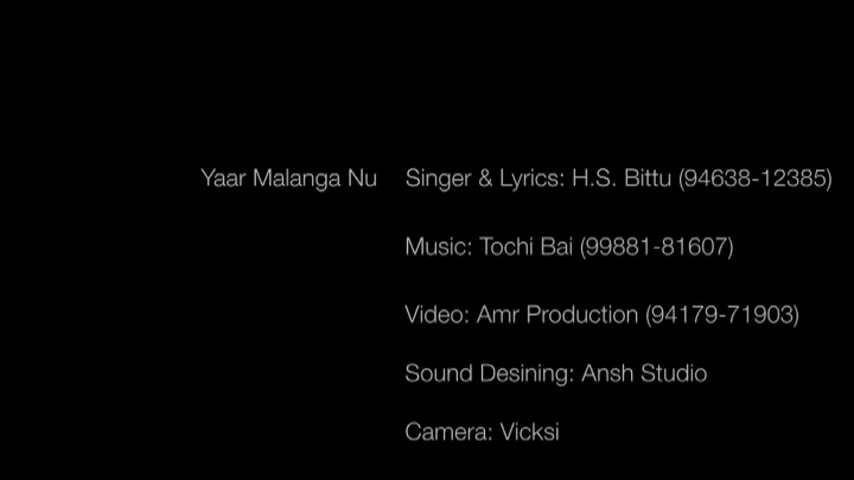 Yaar Malanga Nu Singer & Lyrics: H.S. Bittu (94638-12385)
Music: Tochi Bai (99881-81607)
Video: Amr Production (94179-71903)
Sound Desining: Ansh Studio
Camera: Vicksi